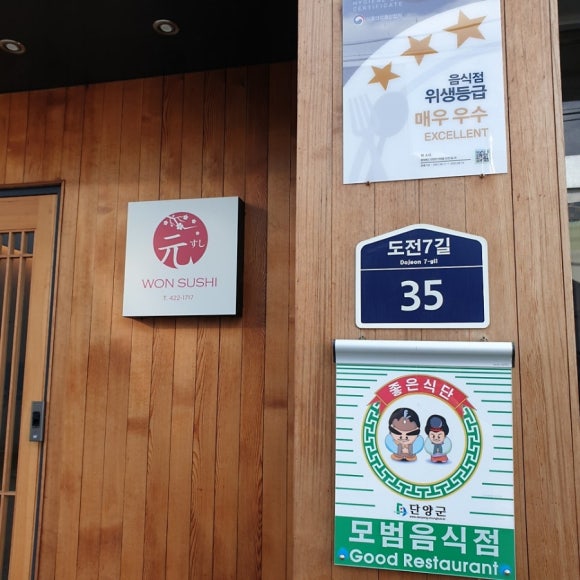 元
すし
WON SUSHI
T. 422-1717
CERTIFICATE
음식점
위생등급
매우 우수
EXCELLENT
도전7길
Dojeon 7-gil
35
좋은식단
단양군
모범음식점
Good Restaurant